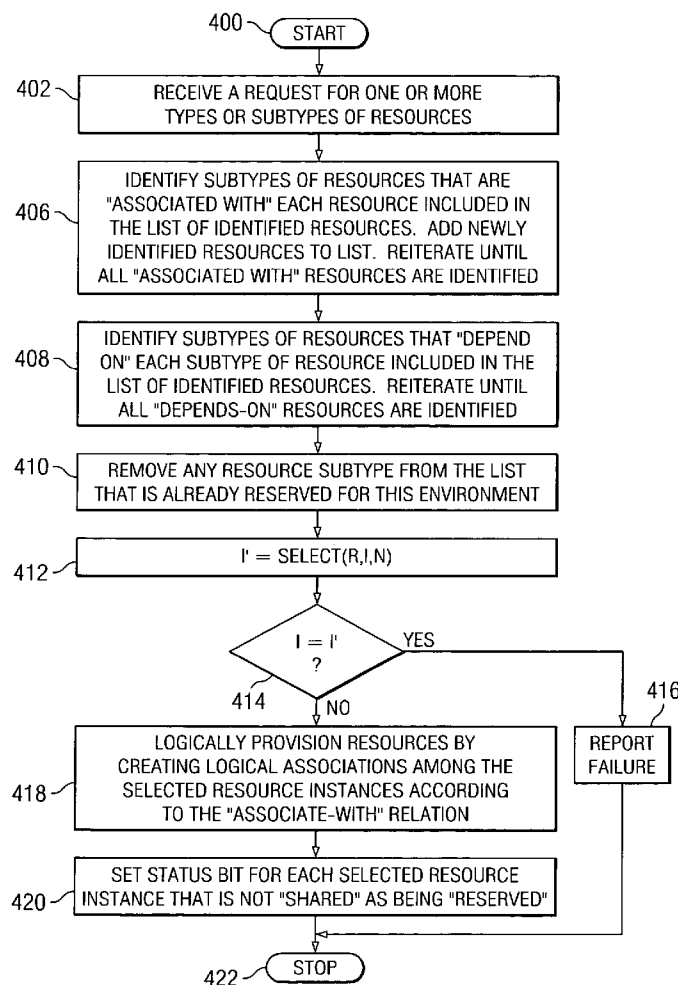 400
START
402
RECEIVE A REQUEST FOR ONE OR MORE
TYPES OR SUBTYPES OF RESOURCES
406
IDENTIFY SUBTYPES OF RESOURCES THAT ARE
"ASSOCIATED WITH" EACH RESOURCE INCLUDED IN
THE LIST OF IDENTIFIED RESOURCES. ADD NEWLY
IDENTIFIED RESOURCES TO LIST. REITERATE UNTIL
ALL "ASSOCIATED WITH" RESOURCES ARE IDENTIFIED
408
IDENTIFY SUBTYPES OF RESOURCES THAT "DEPEND
ON" EACH SUBTYPE OF RESOURCE INCLUDED IN THE
LIST OF IDENTIFIED RESOURCES. REITERATE UNTIL
ALL "DEPENDS-ON" RESOURCES ARE IDENTIFIED
410
REMOVE ANY RESOURCE SUBTYPE FROM THE LIST
THAT IS ALREADY RESERVED FOR THIS ENVIRONMENT
412
I' = SELECT(R,I,N)
I = I'
?
YES
414
NO
416
REPORT
FAILURE
418
LOGICALLY PROVISION RESOURCES BY
CREATING LOGICAL ASSOCIATIONS AMONG THE
SELECTED RESOURCE INSTANCES ACCORDING
TO THE "ASSOCIATE-WITH" RELATION
420
SET STATUS BIT FOR EACH SELECTED RESOURCE
INSTANCE THAT IS NOT "SHARED" AS BEING "RESERVED"
422
STOP